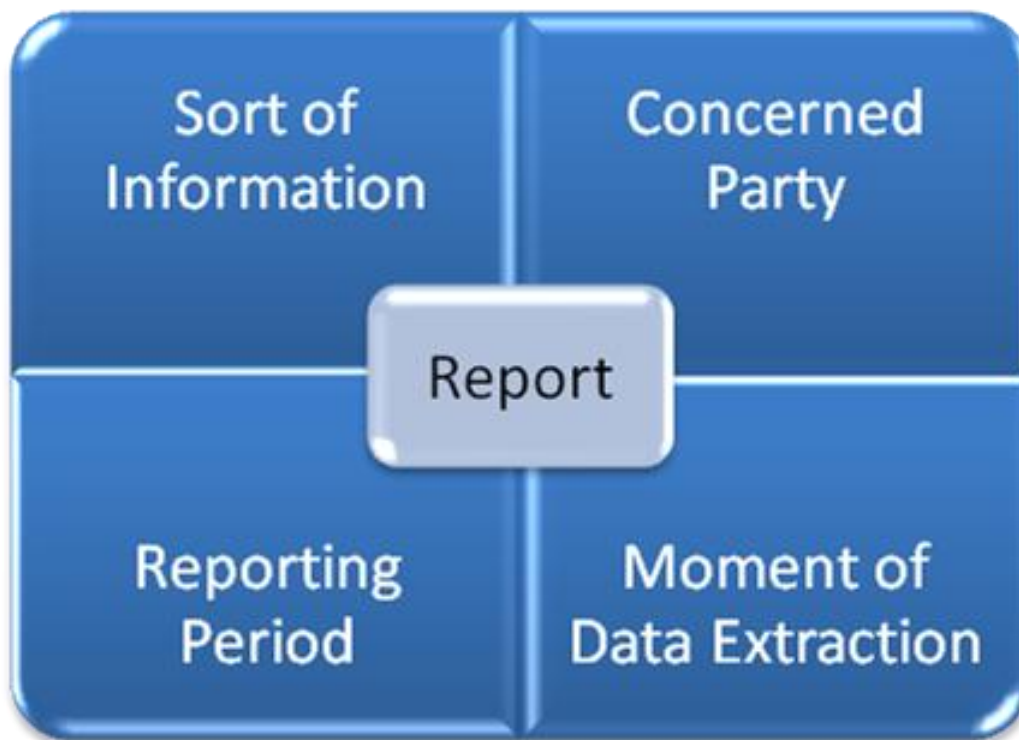 Sort of
Information
Concerned
Party
Report
Reporting
Period
Moment of
Data Extraction